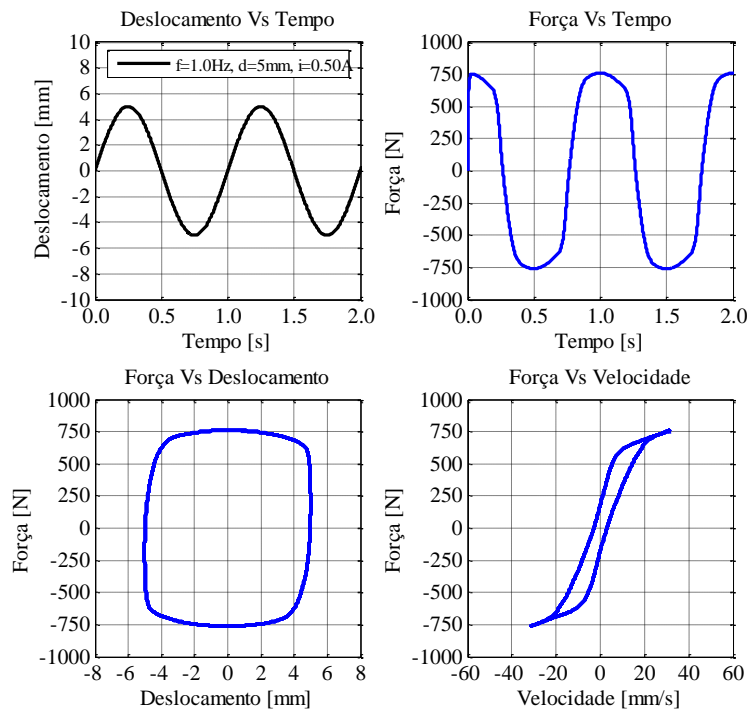 Deslocamento Vs Tempo
10
8
6
4
2
0
-2
-4
-6
-8
-10
Deslocamento [mm]
f=1.0Hz, d=5mm, i=0.50A
0.0 0.5 1.0 1.5 2.0
Tempo [s]
Força Vs Tempo
1000
750
500
250
0
-250
-500
-750
-1000
Força [N]
0.0 0.5 1.0 1.5 2.0
Tempo [s]
Força Vs Deslocamento
1000
750
500
250
0
-250
-500
-750
-1000
Força [N]
-8 -6 -4 -2 0 2 4 6 8
Deslocamento [mm]
Força Vs Velocidade
1000
750
500
250
0
-250
-500
-750
-1000
Força [N]
-60 -40 -20 0 20 40 60
Velocidade [mm/s]